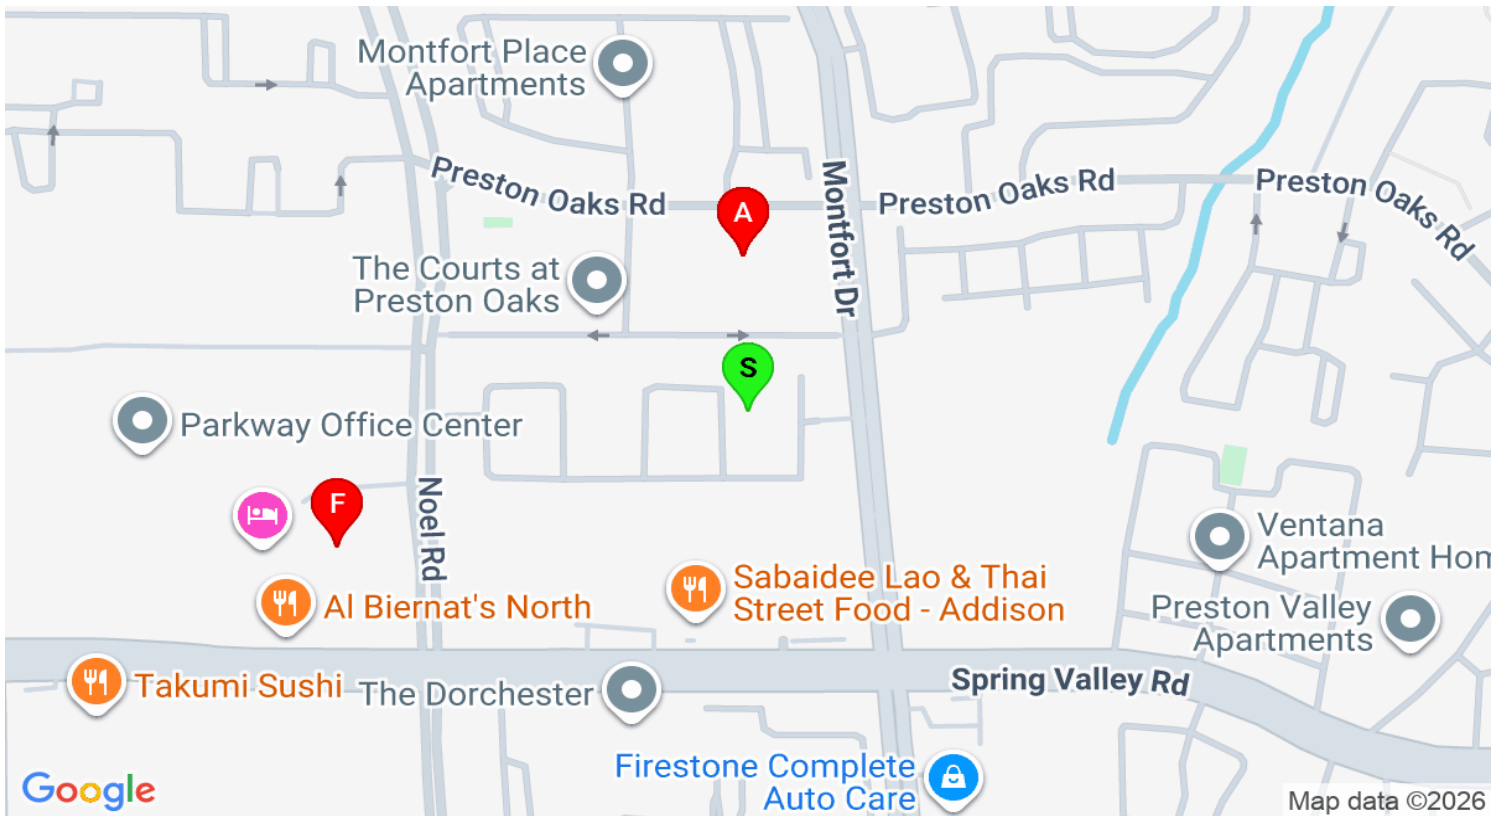 Montfort Place
Apartments
Preston Oaks Rd
Montfort Dr
Preston Oaks Rd
Preston Oaks Rd
A
The Courts at
Preston Oaks
S
Parkway Office Center
F
Noel Rd
Al Biernat's North
Sabaidee Lao & Thai
Street Food - Addison
Ventana
Apartment Hom
Preston Valley
Apartments
Takumi Sushi
The Dorchester
Spring Valley Rd
Firestone Complete
Auto Care
Google
Map data ©2026